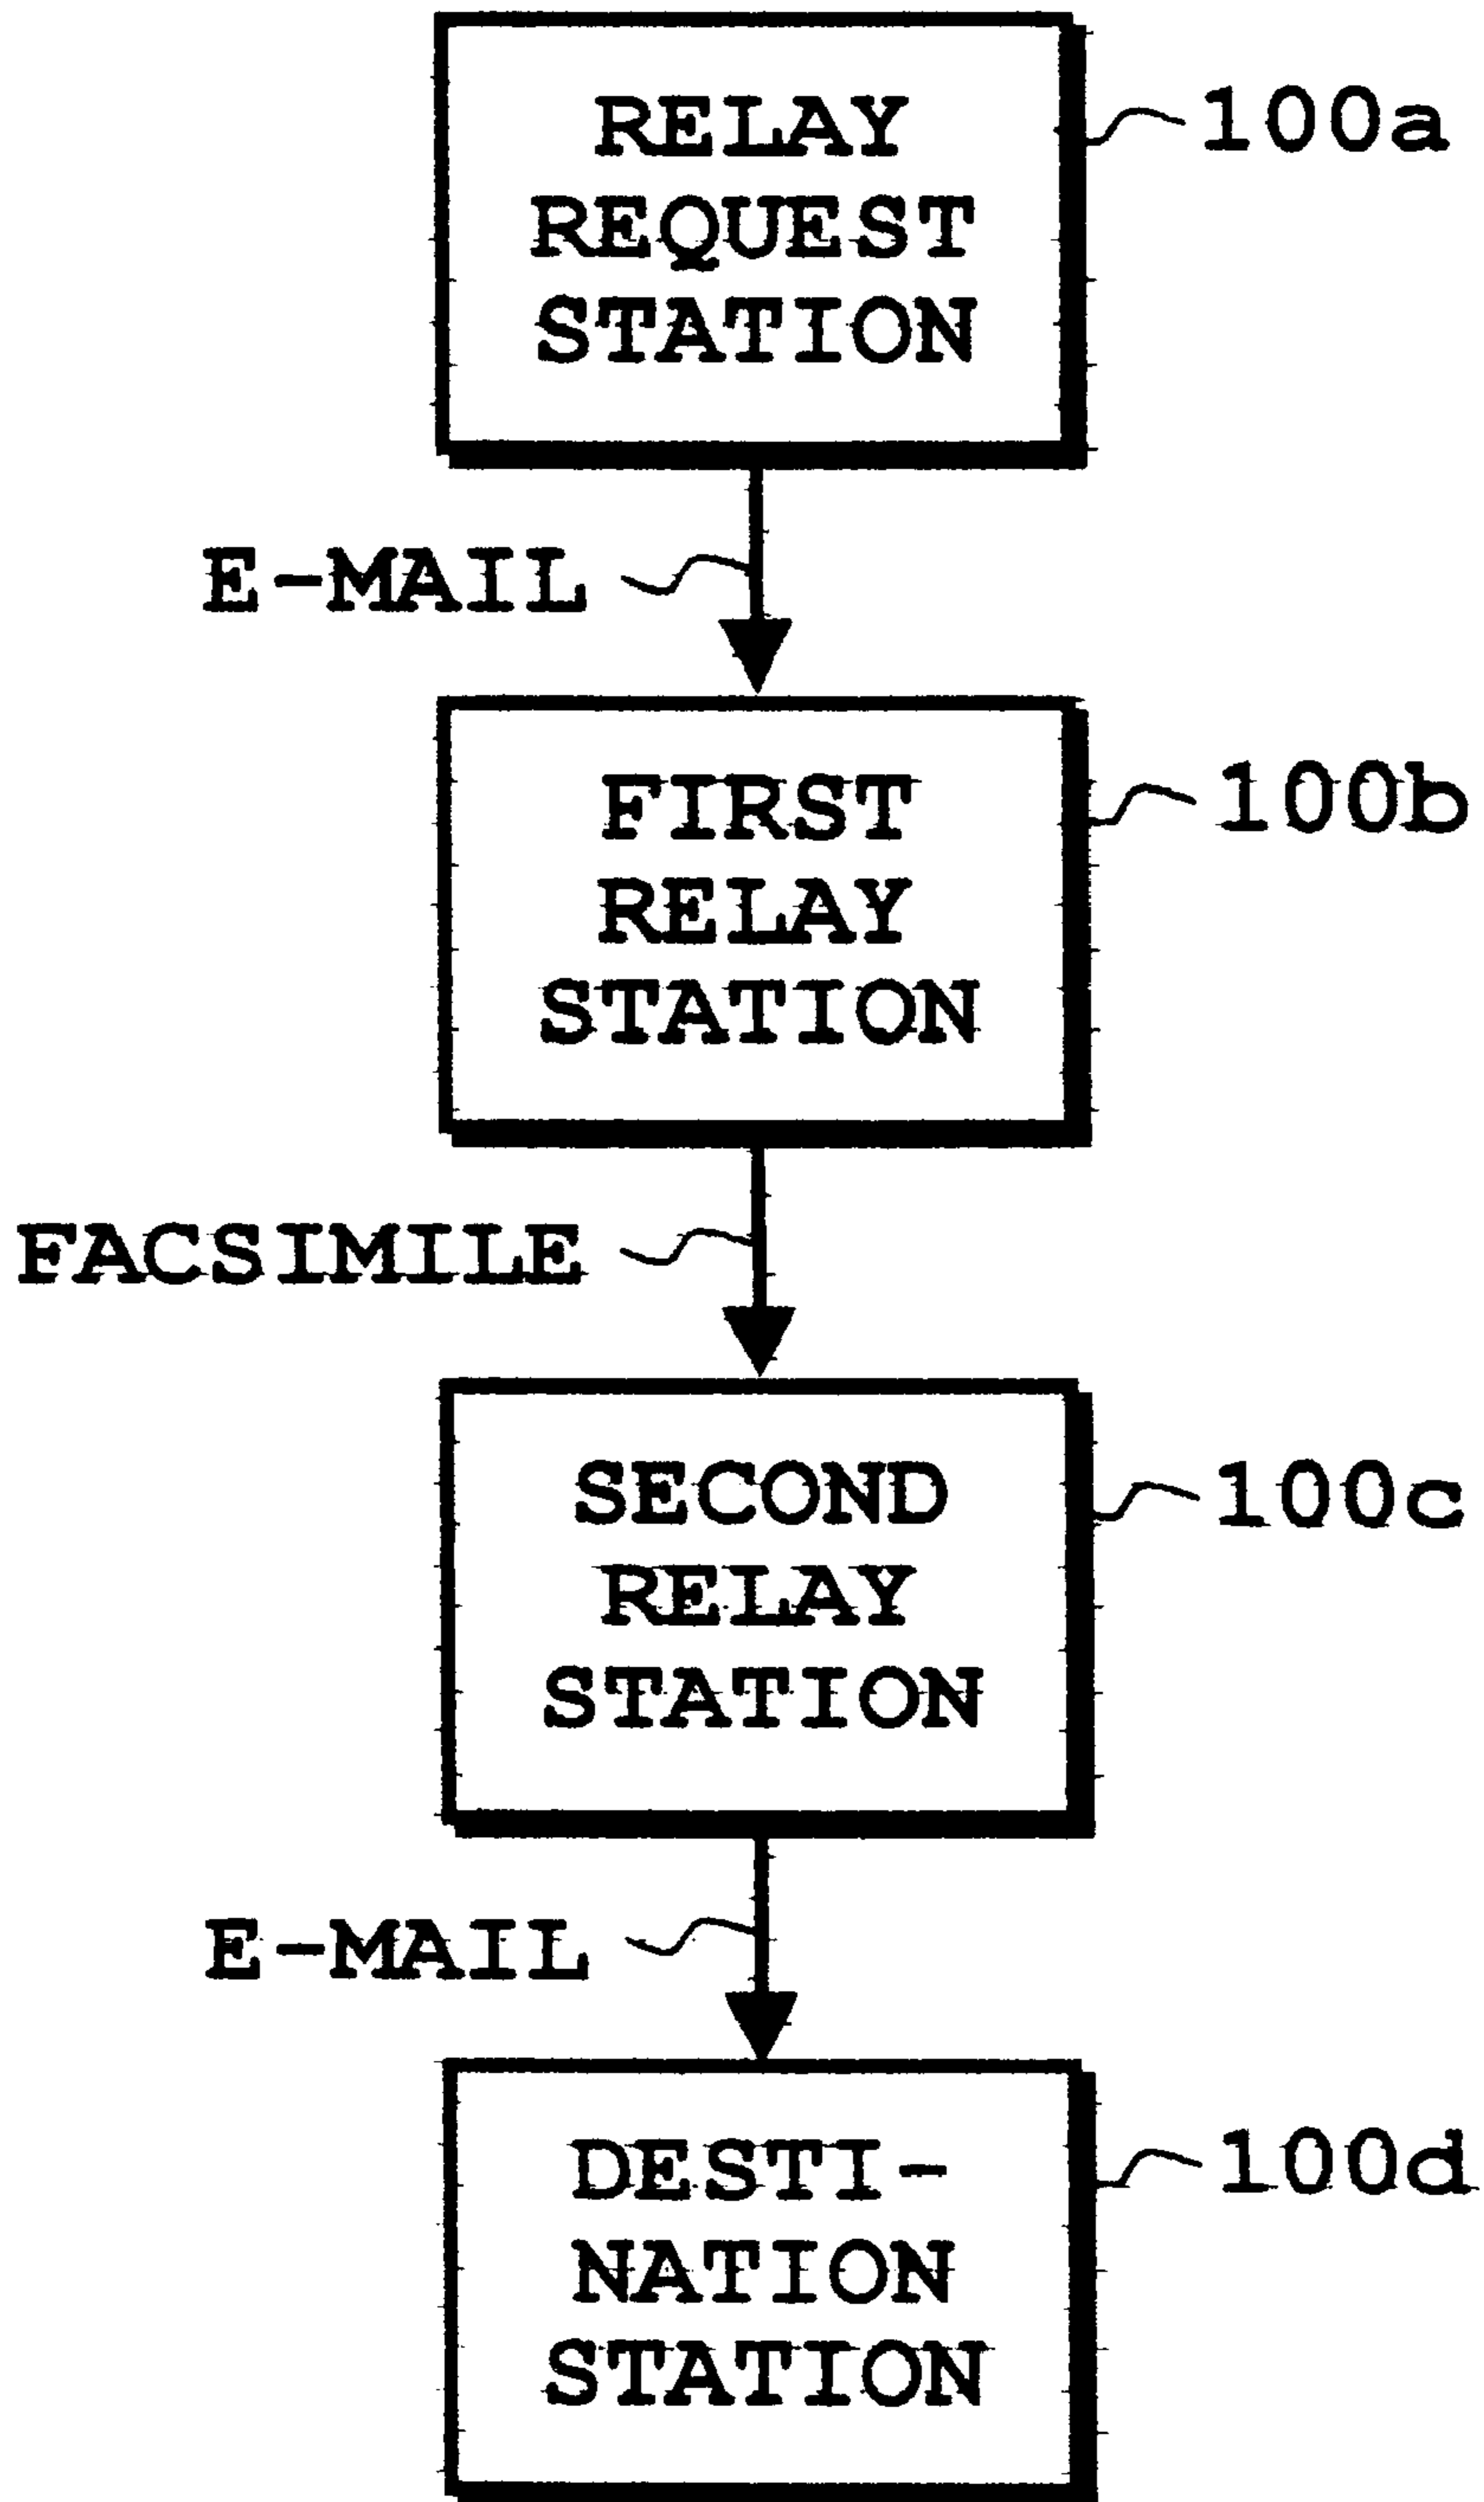 RELAY
REQUEST
STATION
100a
E-MAIL
FIRST
RELAY
STATION
100b
FACSIMILE
SECOND
RELAY
STATION
100c
E-MAIL
DESTI-
NATION
STATION
100d